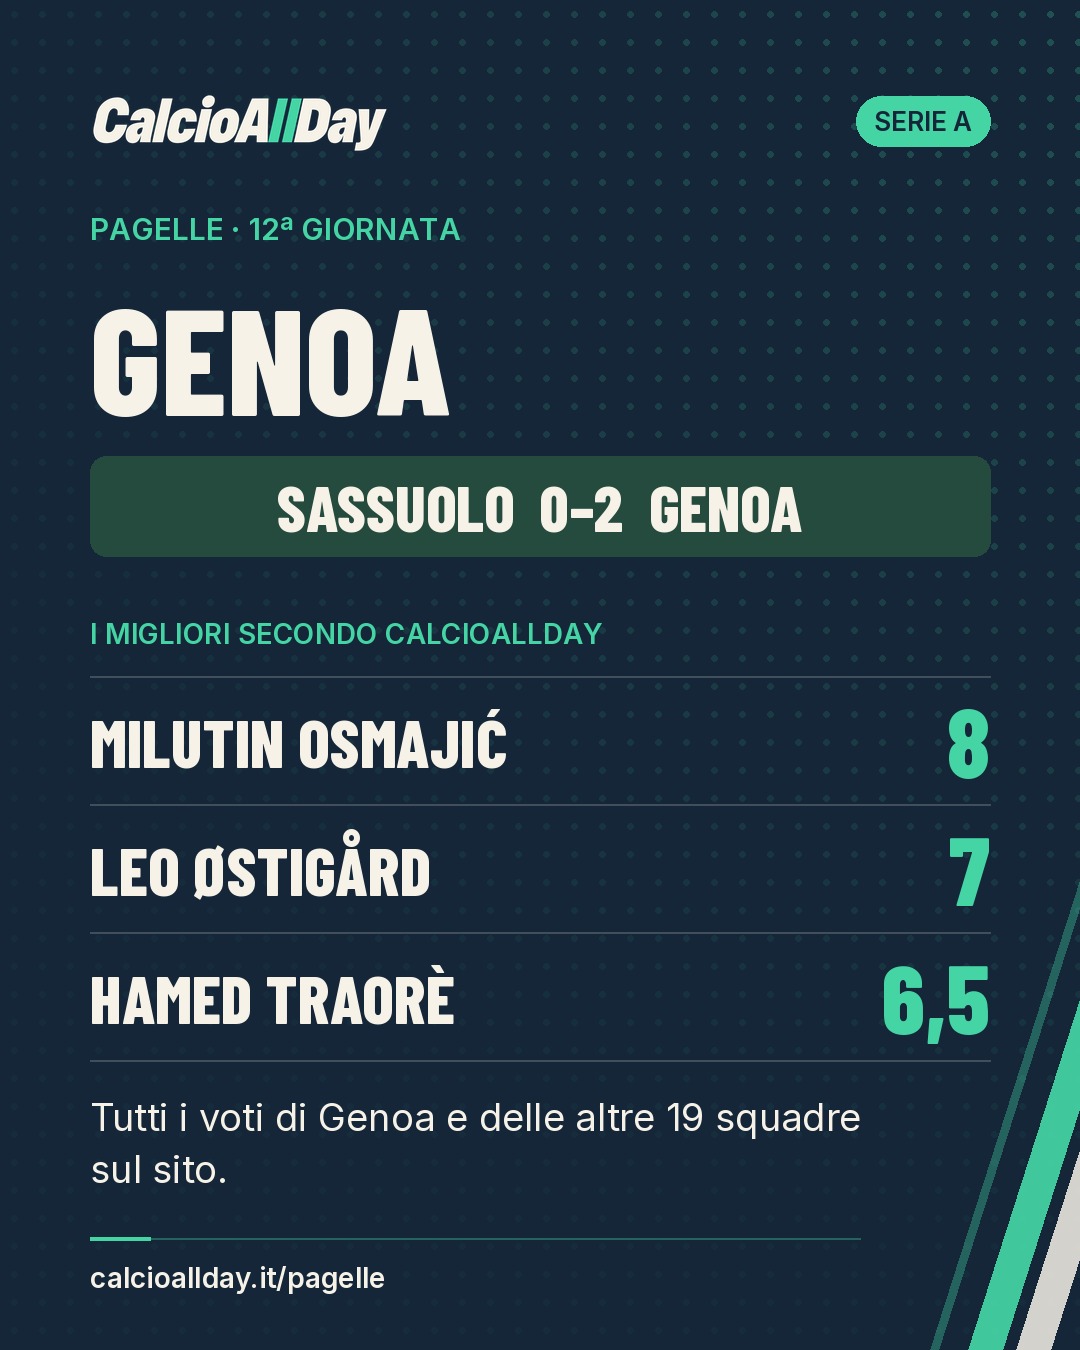 CalcioAllDay
SERIE A
PAGELLE · 12ª GIORNATA
GENOA
SASSUOLO 0–2 GENOA
I MIGLIORI SECONDO CALCIOALLDAY
MILUTIN OSMAJIĆ 8
LEO ØSTIGÅRD 7
HAMED TRAORÈ 6,5
Tutti i voti di Genoa e delle altre 19 squadre
sul sito.
calcioallday.it/pagelle